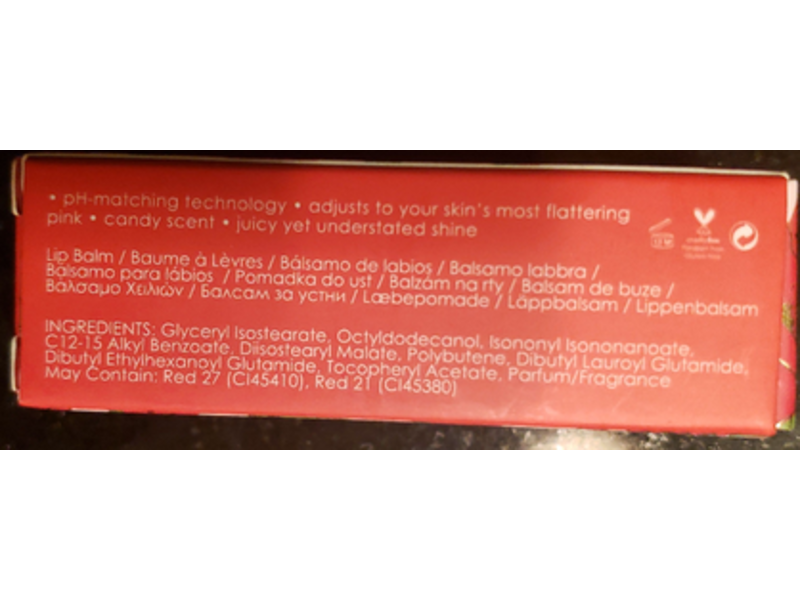 • pH-matching technology • adjusts to your skin's most flattering
pink • candy scent • juicy yet understated shine
Lip Balm / Baume à Lèvres / Bálsamo de labios / Balsamo labbra /
Bálsamo para lábios / Pomadka do ust / Balzám na rty / Balsam de buze /
Βάλσαμο Χειλιών / Балсам за устни / Læbepomade / Läppbalsam / Lippenbalsam
INGREDIENTS: Glyceryl Isostearate, Octyldodecanol, Isononyl Isononanoate,
C12-15 Alkyl Benzoate, Diisostearyl Malate, Polybutene, Dibutyl Lauroyl Glutamide,
Dibutyl Ethylhexanoyl Glutamide, Tocopheryl Acetate, Parfum/Fragrance
May Contain: Red 27 (CI45410), Red 21 (CI45380)